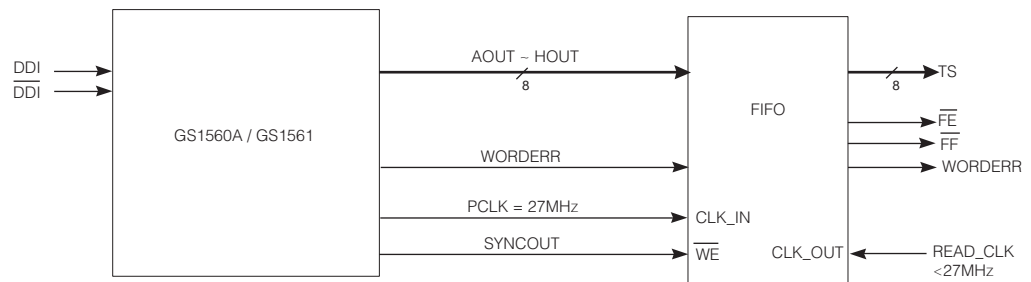 DDI
DDI
GS1560A / GS1561
AOUT ~ HOUT
8
WORDERR
PCLK = 27MHz
SYNCOUT
FIFO
CLK_IN
WE
CLK_OUT
8
TS
FE
FF
WORDERR
READ_CLK
<27MHz